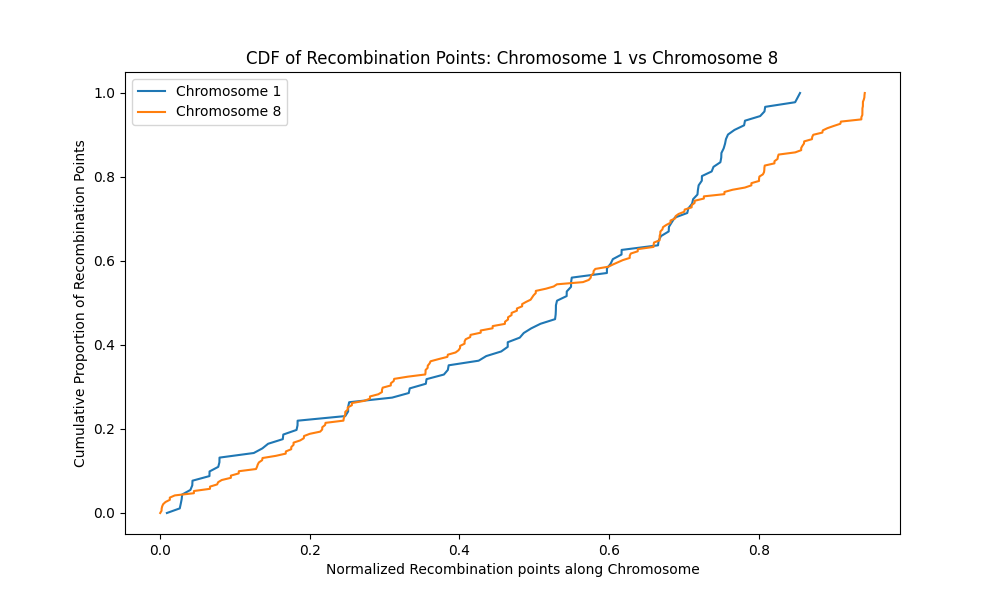 CDF of Recombination Points: Chromosome 1 vs Chromosome 8
Chromosome 1
Chromosome 8
Cumulative Proportion of Recombination Points
1.0
0.8
0.6
0.4
0.2
0.0
0.0 0.2 0.4 0.6 0.8
Normalized Recombination points along Chromosome